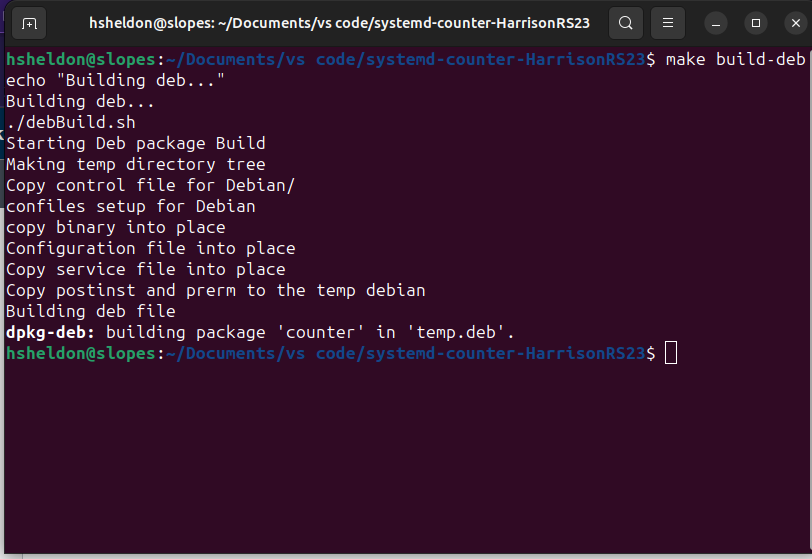 hsheldon@slopes: ~/Documents/vs code/systemd-counter-HarrisonRS23
hsheldon@slopes:~/Documents/vs code/systemd-counter-HarrisonRS23$ make build-deb
echo "Building deb..."
Building deb...
./debBuild.sh
Starting Deb package Build
Making temp directory tree
Copy control file for Debian/
confiles setup for Debian
copy binary into place
Configuration file into place
Copy service file into place
Copy postinst and prerm to the temp debian
Building deb file
dpkg-deb: building package 'counter' in 'temp.deb'.
hsheldon@slopes:~/Documents/vs code/systemd-counter-HarrisonRS23$